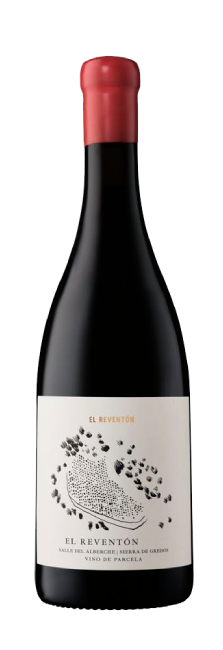 EL REVENTÓN
EL REVENTÓN
VALLE DEL ALBERCHE | SIERRA DE GREDOS
VINO DE PARCELA